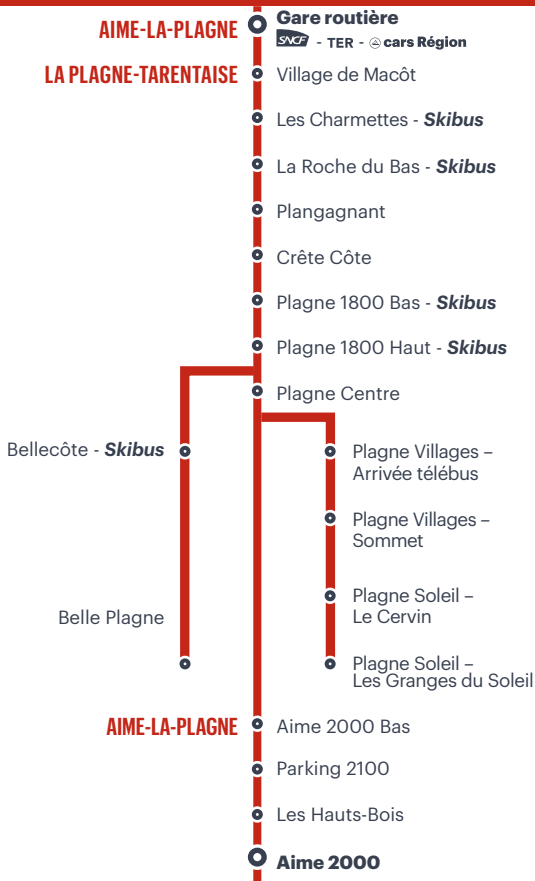 AIME-LA-PLAGNE
Gare routière
SNCF - TER - cars Région
LA PLAGNE-TARENTAISE
Village de Macôt
Les Charmettes - Skibus
La Roche du Bas - Skibus
Plangagnant
Crête Côte
Plagne 1800 Bas - Skibus
Plagne 1800 Haut - Skibus
Plagne Centre
Bellecôte - Skibus
Plagne Villages –
Arrivée télébus
Plagne Villages –
Sommet
Belle Plagne
Plagne Soleil –
Le Cervin
Plagne Soleil –
Les Granges du Soleil
AIME-LA-PLAGNE
Aime 2000 Bas
Parking 2100
Les Hauts-Bois
Aime 2000